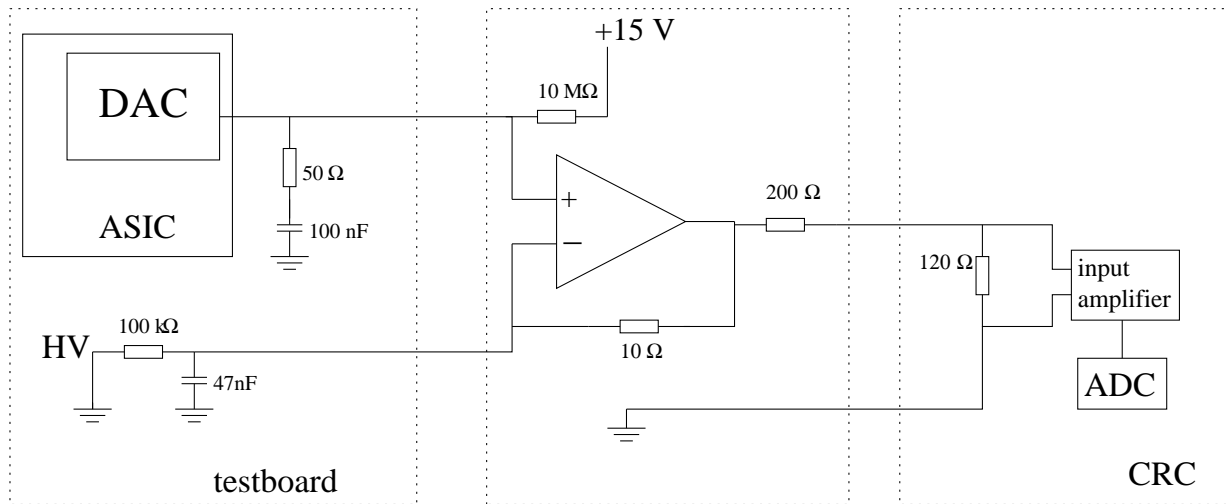 +15 V
DAC
10 MΩ
50 Ω
ASIC
100 nF
+
−
200 Ω
120 Ω
input
amplifier
100 kΩ
HV
47nF
10 Ω
ADC
testboard
CRC